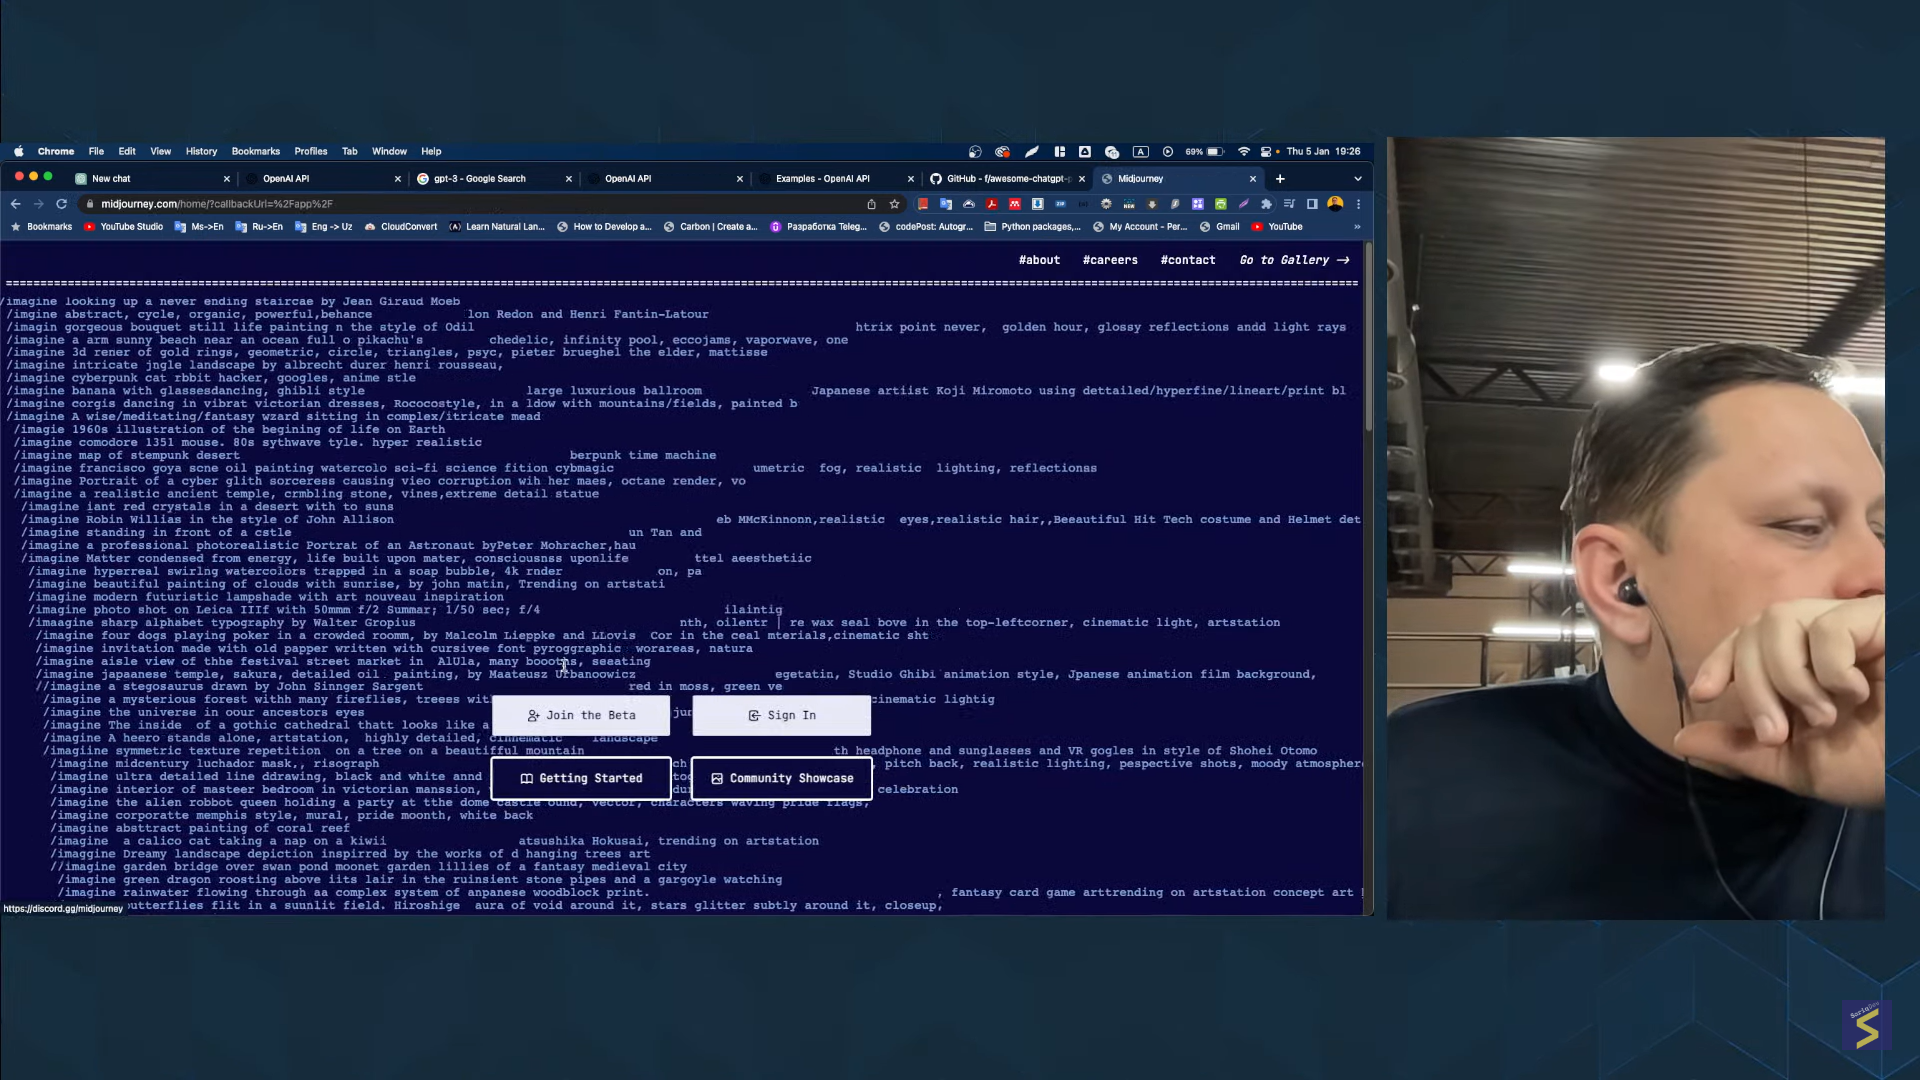 Chrome File Edit View History Bookmarks Profiles Tab Window Help A 69% Thu 5 Jan 19:26
New chat OpenAI API gpt-3 - Google Search OpenAI API Examples - OpenAI API GitHub - f/awesome-chatgpt-p Midjourney
midjourney.com/home/?callbackUrl=%2Fapp%2F
Bookmarks YouTube Studio Ms->En Ru->En Eng -> Uz CloudConvert Learn Natural Lan... How to Develop a... Carbon | Create a... Разработка Teleg... codePost: Autogr... Python packages,... My Account - Per... Gmail YouTube »
#about #careers #contact Go to Gallery →
/imagine looking up a never ending staircae by Jean Giraud Moeb
/imgine abstract, cycle, organic, powerful,behance lon Redon and Henri Fantin-Latour
/imagin gorgeous bouquet still life painting n the style of Odil htrix point never, golden hour, glossy reflections andd light rays
/imagine a arm sunny beach near an ocean full o pikachu's chedelic, infinity pool, eccojams, vaporwave, one
/imagine 3d rener of gold rings, geometric, circle, triangles, psyc, pieter brueghel the elder, mattisse
/imagine intricate jngle landscape by albrecht durer henri rousseau,
/imagine cyberpunk cat rbbit hacker, googles, anime stle
/imagine banana with glassesdancing, ghibli style large luxurious ballroom Japanese artiist Koji Miromoto using dettailed/hyperfine/lineart/print bl
/imagine corgis dancing in vibrat victorian dresses, Rococostyle, in a ldow with mountains/fields, painted b
/imagine A wise/meditating/fantasy wzard sitting in complex/itricate mead
/imagie 1960s illustration of the begining of life on Earth
/imagine comodore 1351 mouse. 80s sythwave tyle. hyper realistic
/imagine map of stempunk desert berpunk time machine
/imagine francisco goya scne oil painting watercolo sci-fi science fition cybmagic umetric fog, realistic lighting, reflectionss
/imagine Portrait of a cyber glith sorceress causing vieo corruption wih her maes, octane render, vo
/imagine a realistic ancient temple, crmbling stone, vines,extreme detail statue
/imagine iant red crystals in a desert with to suns
/imagine Robin Willias in the style of John Allison eb MMcKinnonn,realistic eyes,realistic hair,,Beeautiful Hit Tech costume and Helmet det
/imagine standing in front of a cstle un Tan and
/imagine a professional photorealistic Portrat of an Astronaut byPeter Mohracher,hau
/imagine Matter condensed from energy, life built upon mater, consciousnss uponlife ttel aeesthetiic
/imagine hyperreal swirlng watercolors trapped in a soap bubble, 4k rnder on, pa
/imagine beautiful painting of clouds with sunrise, by john matin, Trending on artstati
/imagine modern futuristic lampshade with art nouveau inspiration
/imagine photo shot on Leica IIIf with 50mmm f/2 Summar; 1/50 sec; f/4 ilaintig
/imaagine sharp alphabet typography by Walter Gropius nth, oilentr | re wax seal bove in the top-leftcorner, cinematic light, artstation
/imagine four dogs playing poker in a crowded roomm, by Malcolm Lieppke and LLovis Cor in the ceal mterials,cinematic sht
/imagine invitation made with old papper written with cursivee font pyroggraphic worareas, natura
/imagine aisle view of thhe festival street market in AlUla, many boooths, seeating
/imagine japaanese temple, sakura, detailed oil painting, by Maateusz Urbanoowicz egetatin, Studio Ghibi animation style, Jpanese animation film background,
//imagine a stegosaurus drawn by John Sinnger Sargent red in moss, green ve
/imagine a mysterious forest withh many fireflies, treees wit cinematic lightig
/imagine the universe in oour ancestors eyes
/imagine The inside of a gothic cathedral thatt looks like a
/imagine A heero stands alone, artstation, highly detailed, cinnematic landscape
/imagiine symmetric texture repetition on a tree on a beautifful mountain th headphone and sunglasses and VR gogles in style of Shohei Otomo
/imagine midcentury luchador mask,, risograph , pitch back, realistic lighting, pespective shots, moody atmosphere
/imagine ultra detailed line ddrawing, black and white annd
/imagine interior of masteer bedroom in victorian manssion, celebration
/imagine the alien robbot queen holding a party at tthe dome castle ound, vector, characters waving pride flags,
/imagine corporatte memphis style, mural, pride moonth, white back
/imagine absttract painting of coral reef
/imagine a calico cat taking a nap on a kiwii atsushika Hokusai, trending on artstation
/imaggine Dreamy landscape depiction inspirred by the works of d hanging trees art
//imagine garden bridge over swan pond moonet garden lillies of a fantasy medieval city
/imagine green dragon roosting above iits lair in the ruinsient stone pipes and a gargoyle watching
/imagine rainwater flowing through aa complex system of anpanese woodblock print. , fantasy card game arttrending on artstation concept art
utterflies flit in a sunlit field. Hiroshige aura of void around it, stars glitter subtly around it, closeup,
Join the Beta Sign In
Getting Started Community Showcase
https://discord.gg/midjourney